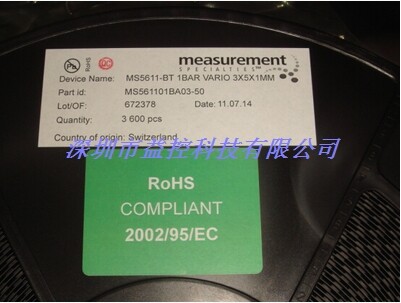 Pb
RoHS
measurement
SPECIALTIES
Device Name: MS5611-BT 1BAR VARIO 3X5X1MM
Part id: MS561101BA03-50
Lot/OF: 672378 Date: 11.07.14
Quantity: 3 600 pcs
Country of origin: Switzerland
深圳市益控科技有限公司
RoHS
COMPLIANT
2002/95/EC